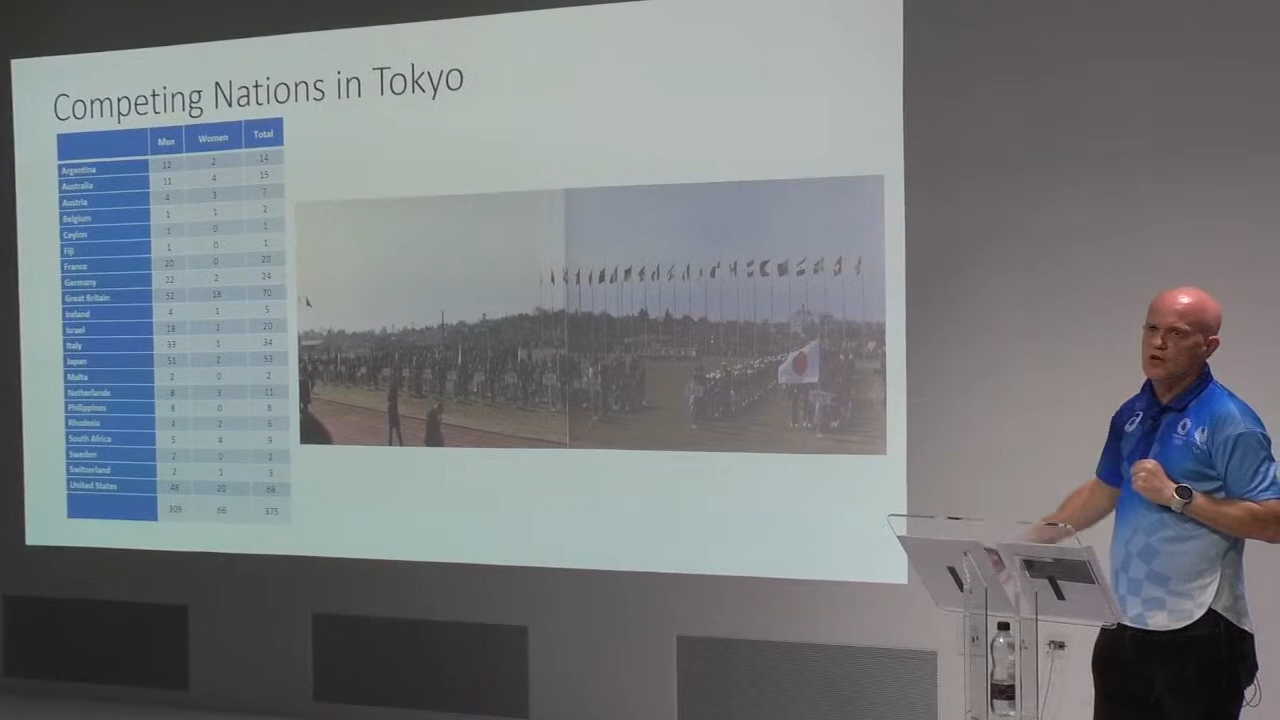 Competing Nations in Tokyo
Men Women Total
Argentina 12 2 14
Australia 11 4 15
Austria 4 3 7
Belgium 1 1 2
Ceylon 1 0 1
Fiji 1 0 1
France 20 0 20
Germany 22 2 24
Great Britain 52 18 70
Ireland 4 1 5
Israel 18 2 20
Italy 33 1 34
Japan 51 2 53
Malta 2 0 2
Netherlands 8 3 11
Philippines 8 0 8
Rhodesia 4 2 6
South Africa 5 4 9
Sweden 2 0 2
Switzerland 2 1 3
United States 48 20 68
309 66 375